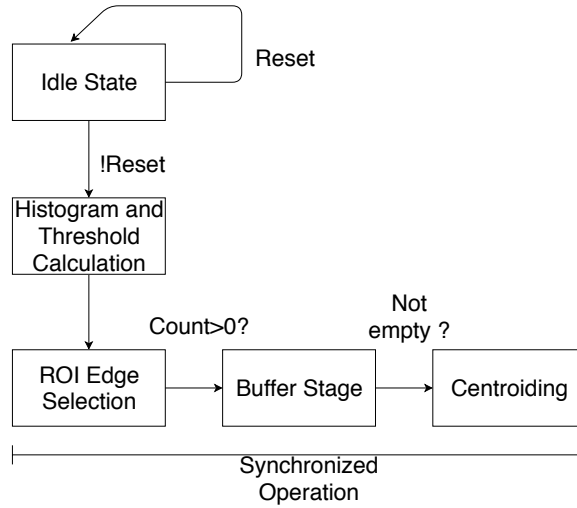 Idle State
Reset
!Reset
Histogram and
Threshold
Calculation
Count>0?
Not
empty ?
ROI Edge
Selection
Buffer Stage
Centroiding
Synchronized
Operation